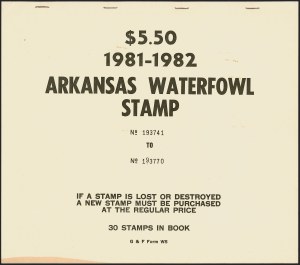 $5.50
1981-1982
ARKANSAS WATERFOWL
STAMP
№ 193741
TO
№ 193770
IF A STAMP IS LOST OR DESTROYED
A NEW STAMP MUST BE PURCHASED
AT THE REGULAR PRICE
30 STAMPS IN BOOK
G & F Form W5